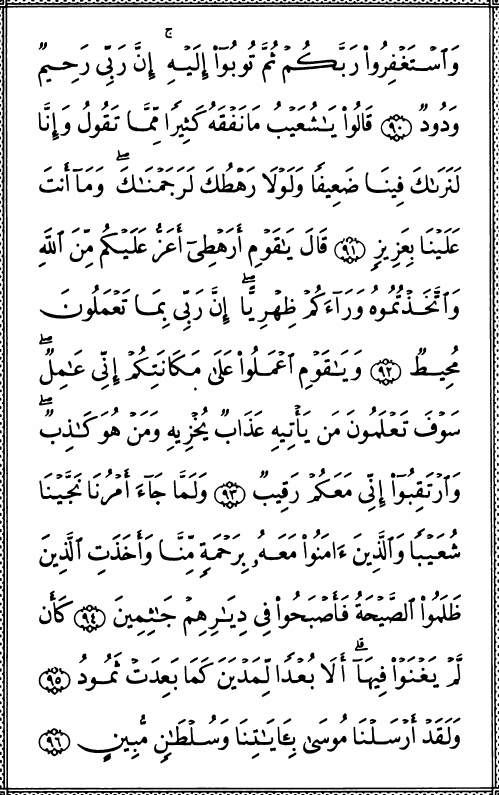 وَٱسْتَغْفِرُوا۟ رَبَّكُمْ ثُمَّ تُوبُوٓا۟ إِلَيْهِ ۚ إِنَّ رَبِّى رَحِيمٌ
وَدُودٌ ٩٠ قَالُوا۟ يَـٰشُعَيْبُ مَا نَفْقَهُ كَثِيرًا مِّمَّا تَقُولُ وَإِنَّا
لَنَرَىٰكَ فِينَا ضَعِيفًا وَلَوْلَا رَهْطُكَ لَرَجَمْنَـٰكَ ۖ وَمَآ أَنتَ
عَلَيْنَا بِعَزِيزٍ ٩١ قَالَ يَـٰقَوْمِ أَرَهْطِىٓ أَعَزُّ عَلَيْكُم مِّنَ ٱللَّهِ
وَٱتَّخَذْتُمُوهُ وَرَآءَكُمْ ظِهْرِيًّا ۖ إِنَّ رَبِّى بِمَا تَعْمَلُونَ
مُحِيطٌ ٩٢ وَيَـٰقَوْمِ ٱعْمَلُوا۟ عَلَىٰ مَكَانَتِكُمْ إِنِّى عَـٰمِلٌ ۖ
سَوْفَ تَعْلَمُونَ مَن يَأْتِيهِ عَذَابٌ يُخْزِيهِ وَمَنْ هُوَ كَـٰذِبٌ ۖ
وَٱرْتَقِبُوٓا۟ إِنِّى مَعَكُمْ رَقِيبٌ ٩٣ وَلَمَّا جَآءَ أَمْرُنَا نَجَّيْنَا
شُعَيْبًا وَٱلَّذِينَ ءَامَنُوا۟ مَعَهُۥ بِرَحْمَةٍ مِّنَّا وَأَخَذَتِ ٱلَّذِينَ
ظَلَمُوا۟ ٱلصَّيْحَةُ فَأَصْبَحُوا۟ فِى دِيَـٰرِهِمْ جَـٰثِمِينَ ٩٤ كَأَن
لَّمْ يَغْنَوْا۟ فِيهَآ ۗ أَلَا بُعْدًا لِّمَدْيَنَ كَمَا بَعِدَتْ ثَمُودُ ٩٥
وَلَقَدْ أَرْسَلْنَا مُوسَىٰ بِـَٔايَـٰتِنَا وَسُلْطَـٰنٍ مُّبِينٍ ٩٦